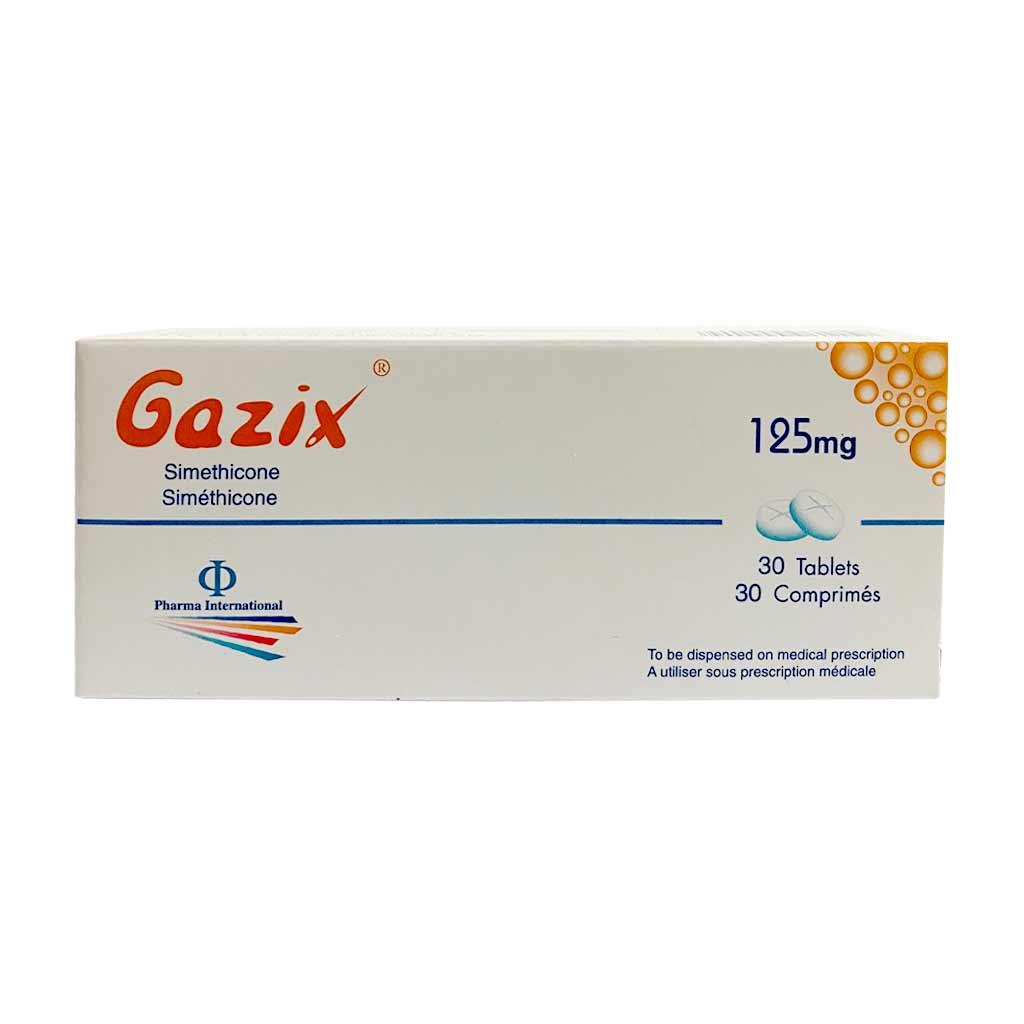 Gazix®
Simethicone
Siméthicone
125mg
30 Tablets
30 Comprimés
Φ
Pharma International
To be dispensed on medical prescription
A utiliser sous prescription médicale